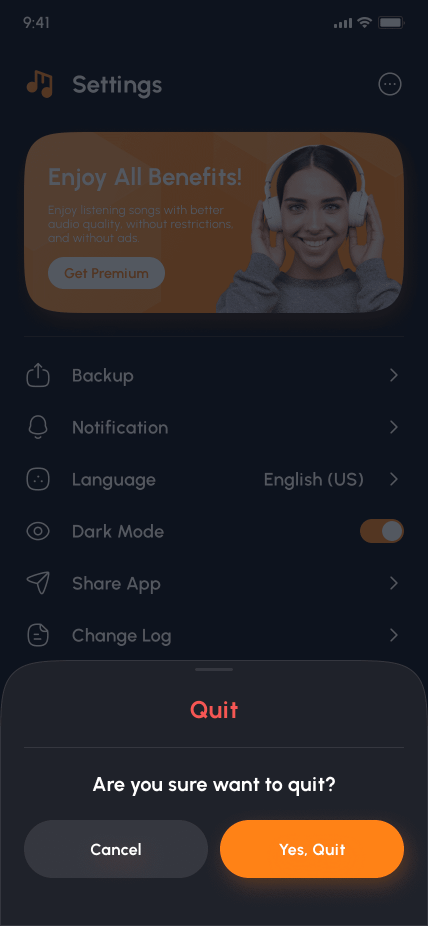 9:41
Settings
Enjoy All Benefits!
Enjoy listening songs with better
audio quality, without restrictions,
and without ads.
Get Premium
Backup
Notification
Language English (US)
Dark Mode
Share App
Change Log
Quit
Are you sure want to quit?
Cancel Yes, Quit